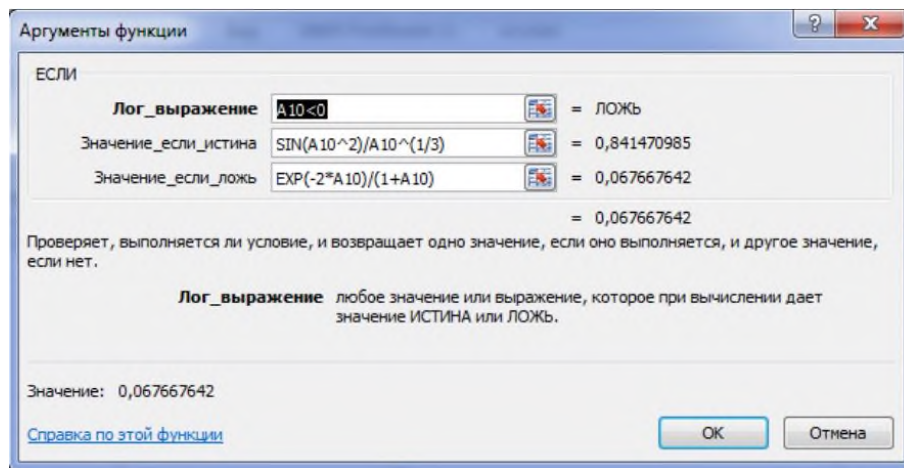 Аргументы функции
ЕСЛИ
Лог_выражение A10<0 = ЛОЖЬ
Значение_если_истина SIN(A10^2)/A10^(1/3) = 0,841470985
Значение_если_ложь EXP(-2*A10)/(1+A10) = 0,067667642
= 0,067667642
Проверяет, выполняется ли условие, и возвращает одно значение, если оно выполняется, и другое значение,
если нет.
Лог_выражение любое значение или выражение, которое при вычислении дает
значение ИСТИНА или ЛОЖЬ.
Значение: 0,067667642
Справка по этой функции ОК Отмена